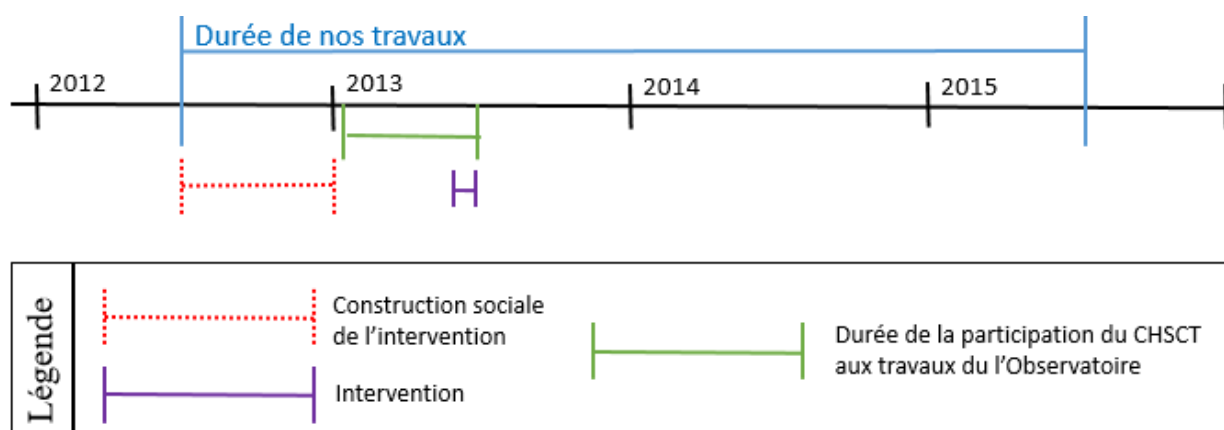 Durée de nos travaux
2012 2013 2014 2015
Légende
Construction sociale
de l'intervention
Intervention
Durée de la participation du CHSCT
aux travaux du l'Observatoire